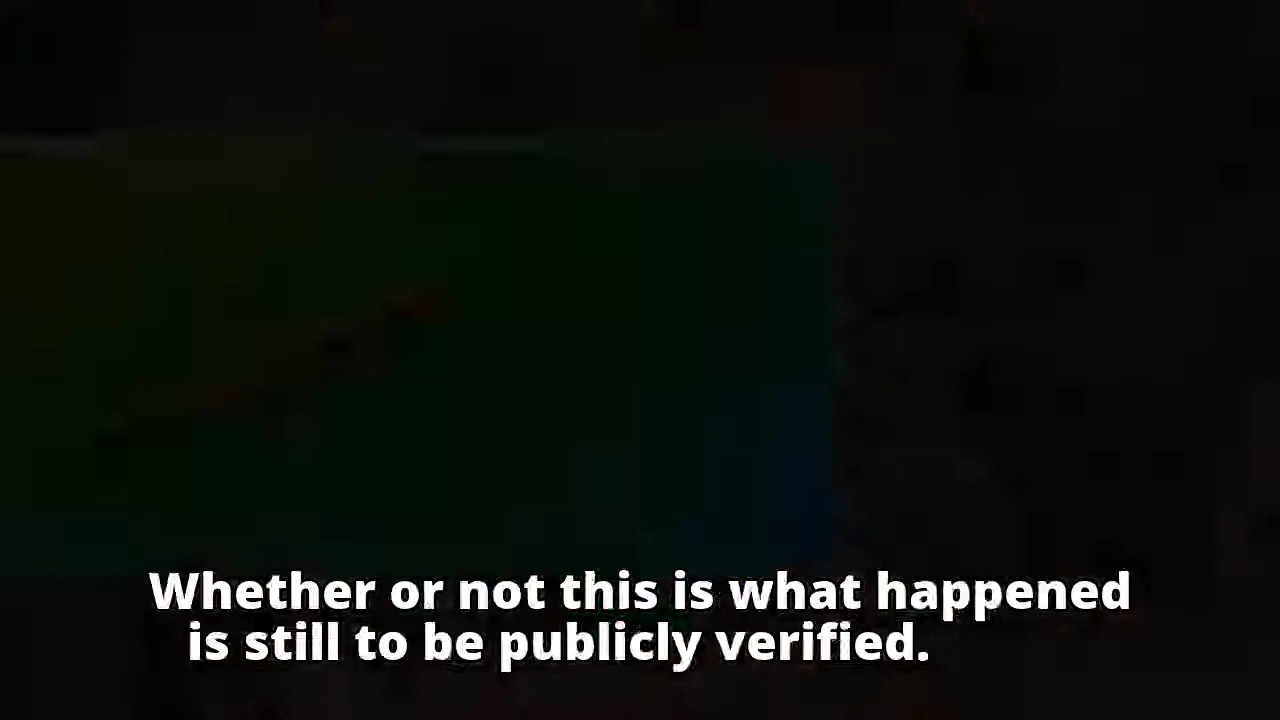 Whether or not this is what happened
is still to be publicly verified.